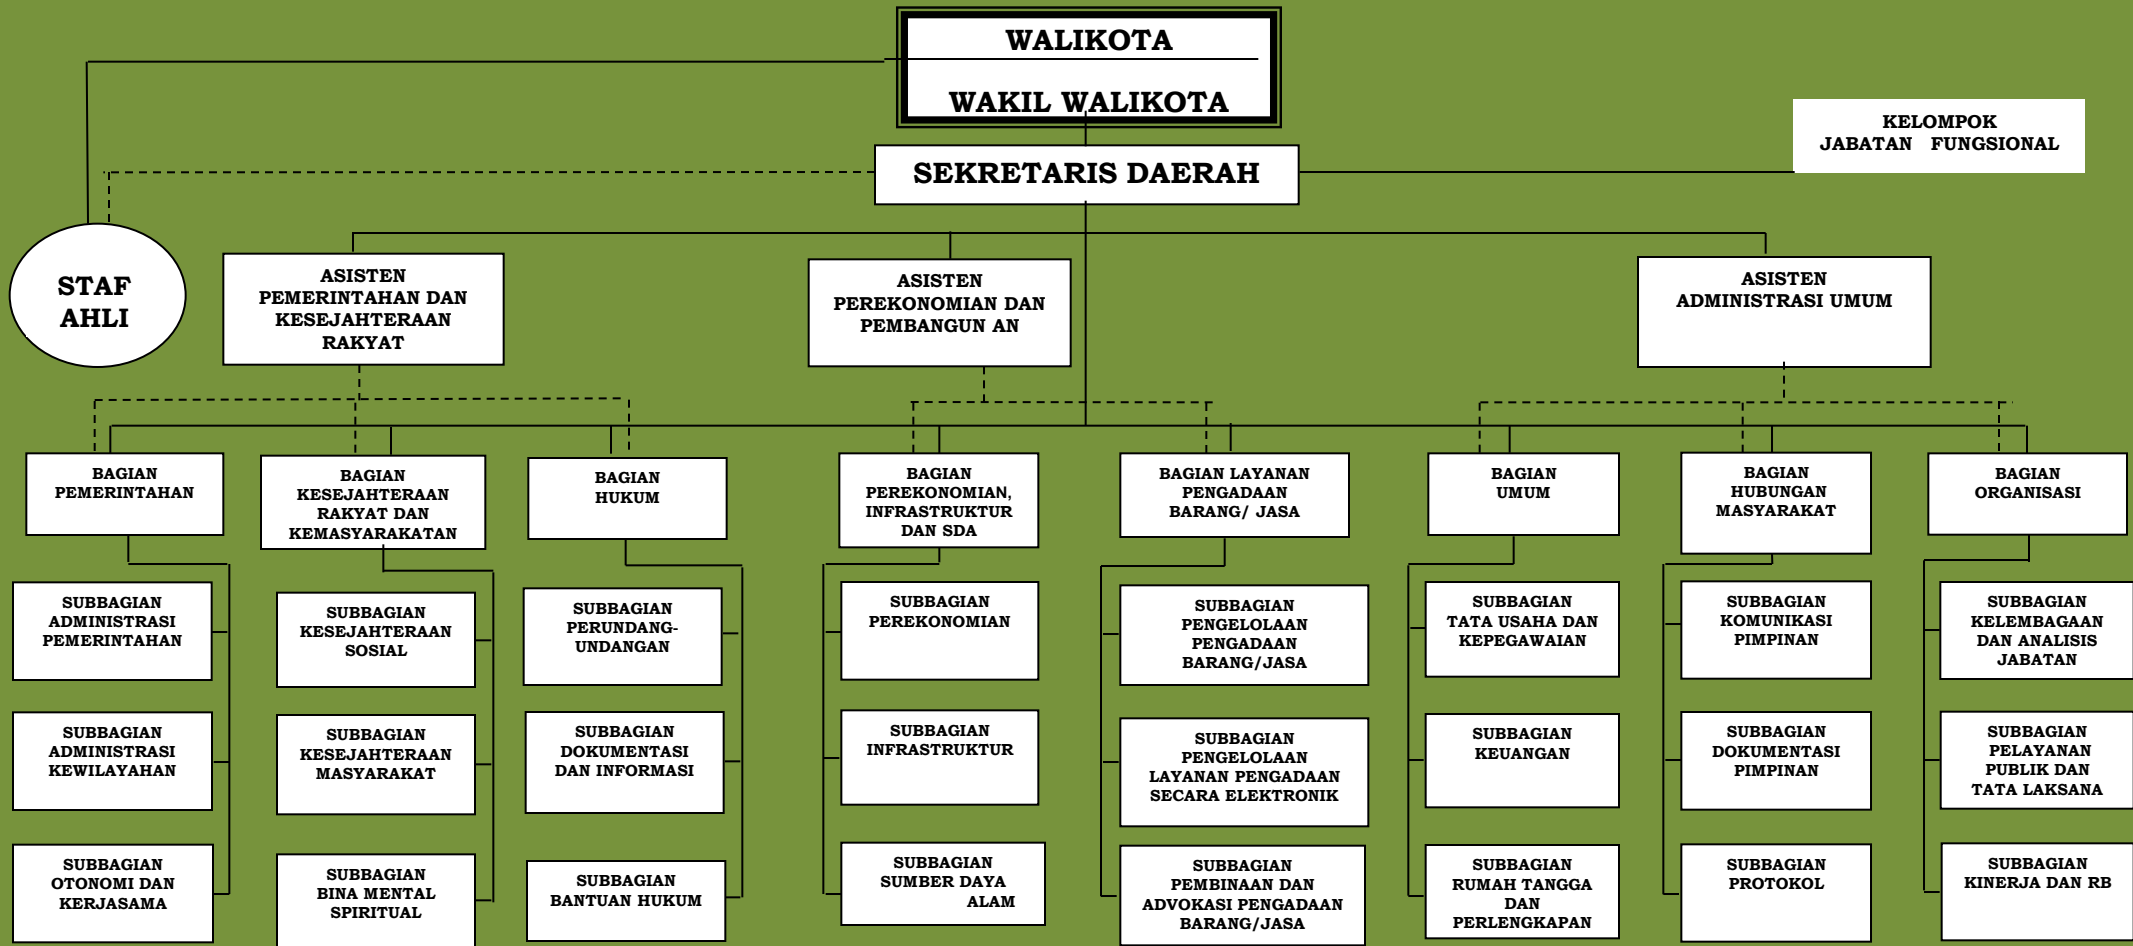 WALIKOTA
WAKIL WALIKOTA
KELOMPOK
JABATAN FUNGSIONAL
SEKRETARIS DAERAH
STAF
AHLI
ASISTEN
PEMERINTAHAN DAN
KESEJAHTERAAN
RAKYAT
ASISTEN
PEREKONOMIAN DAN
PEMBANGUN AN
ASISTEN
ADMINISTRASI UMUM
BAGIAN
PEMERINTAHAN
BAGIAN
KESEJAHTERAAN
RAKYAT DAN
KEMASYARAKATAN
BAGIAN
HUKUM
BAGIAN
PEREKONOMIAN,
INFRASTRUKTUR
DAN SDA
BAGIAN LAYANAN
PENGADAAN
BARANG/ JASA
BAGIAN
UMUM
BAGIAN
HUBUNGAN
MASYARAKAT
BAGIAN
ORGANISASI
SUBBAGIAN
ADMINISTRASI
PEMERINTAHAN
SUBBAGIAN
KESEJAHTERAAN
SOSIAL
SUBBAGIAN
PERUNDANG-
UNDANGAN
SUBBAGIAN
PEREKONOMIAN
SUBBAGIAN
PENGELOLAAN
PENGADAAN
BARANG/JASA
SUBBAGIAN
TATA USAHA DAN
KEPEGAWAIAN
SUBBAGIAN
KOMUNIKASI
PIMPINAN
SUBBAGIAN
KELEMBAGAAN
DAN ANALISIS
JABATAN
SUBBAGIAN
ADMINISTRASI
KEWILAYAHAN
SUBBAGIAN
KESEJAHTERAAN
MASYARAKAT
SUBBAGIAN
DOKUMENTASI
DAN INFORMASI
SUBBAGIAN
INFRASTRUKTUR
SUBBAGIAN
PENGELOLAAN
LAYANAN PENGADAAN
SECARA ELEKTRONIK
SUBBAGIAN
KEUANGAN
SUBBAGIAN
DOKUMENTASI
PIMPINAN
SUBBAGIAN
PELAYANAN
PUBLIK DAN
TATA LAKSANA
SUBBAGIAN
OTONOMI DAN
KERJASAMA
SUBBAGIAN
BINA MENTAL
SPIRITUAL
SUBBAGIAN
BANTUAN HUKUM
SUBBAGIAN
SUMBER DAYA
ALAM
SUBBAGIAN
PEMBINAAN DAN
ADVOKASI PENGADAAN
BARANG/JASA
SUBBAGIAN
RUMAH TANGGA
DAN
PERLENGKAPAN
SUBBAGIAN
PROTOKOL
SUBBAGIAN
KINERJA DAN RB